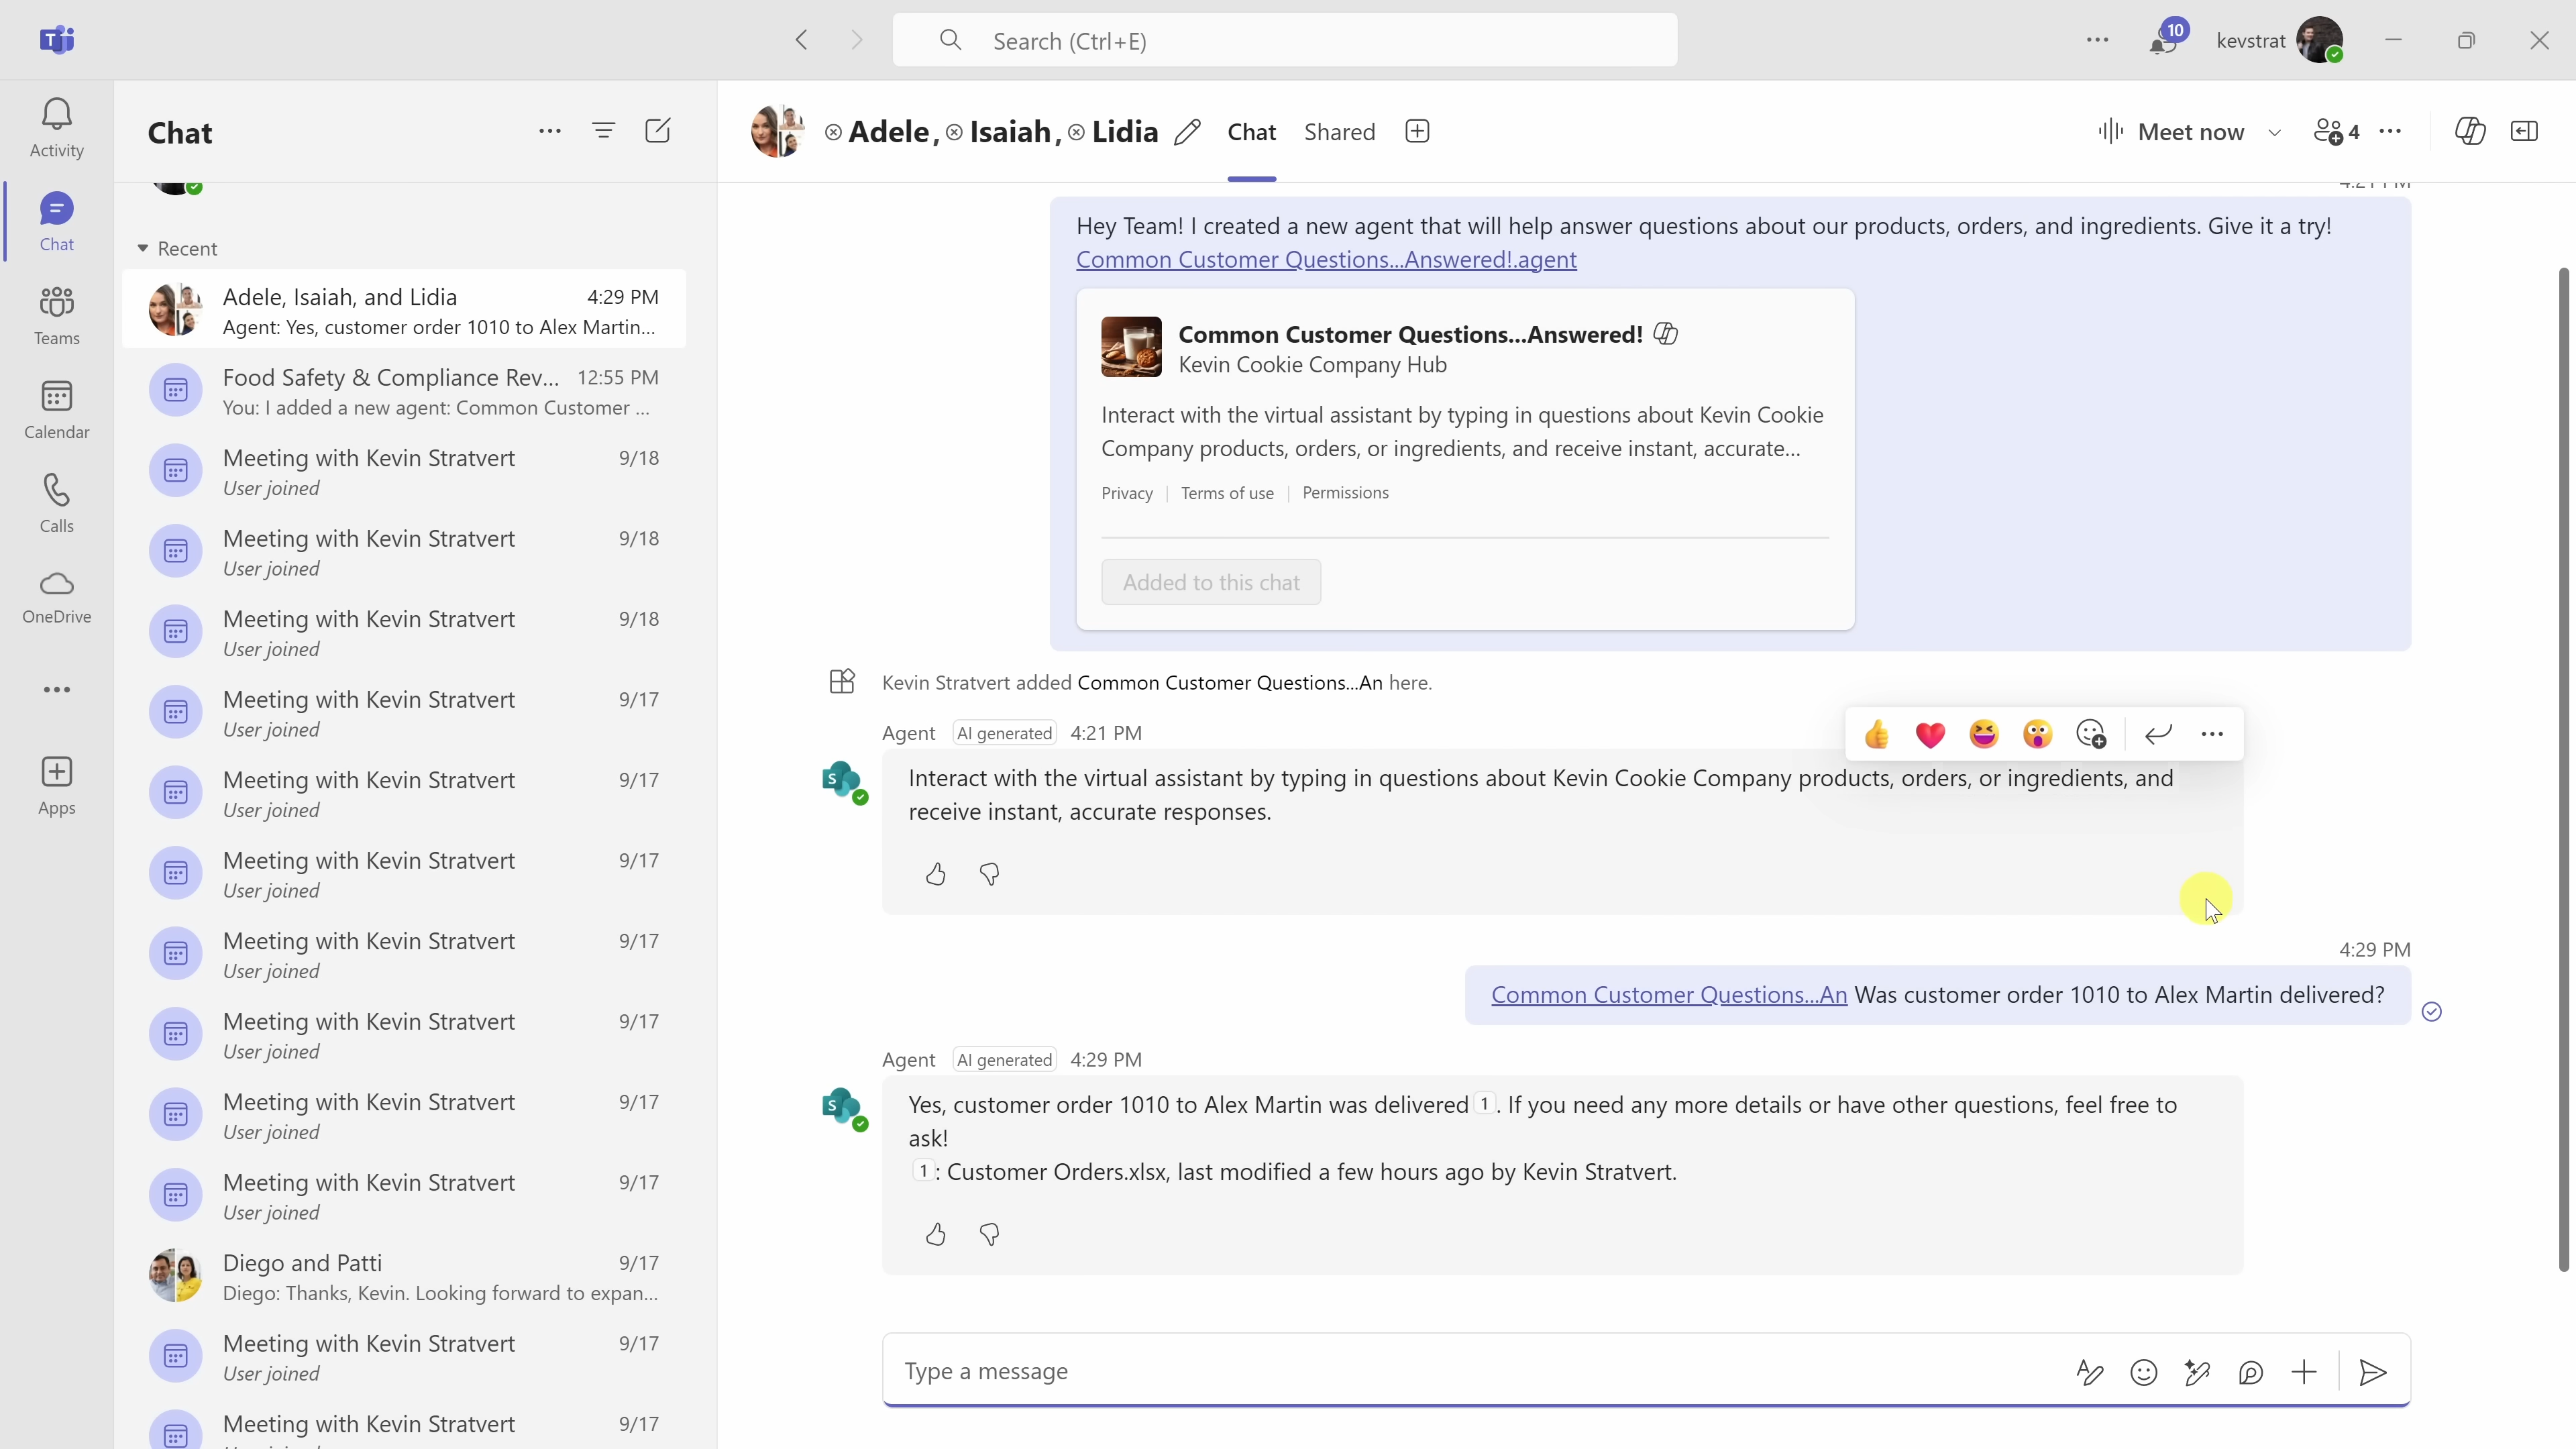 Search (Ctrl+E)
10
kevstrat
Activity
Chat
Teams
Calendar
Calls
OneDrive
Apps
Chat
Recent
Adele, Isaiah, and Lidia 4:29 PM
Agent: Yes, customer order 1010 to Alex Martin...
Food Safety & Compliance Rev... 12:55 PM
You: I added a new agent: Common Customer ...
Meeting with Kevin Stratvert 9/18
User joined
Meeting with Kevin Stratvert 9/18
User joined
Meeting with Kevin Stratvert 9/18
User joined
Meeting with Kevin Stratvert 9/17
User joined
Meeting with Kevin Stratvert 9/17
User joined
Meeting with Kevin Stratvert 9/17
User joined
Meeting with Kevin Stratvert 9/17
User joined
Meeting with Kevin Stratvert 9/17
User joined
Meeting with Kevin Stratvert 9/17
User joined
Meeting with Kevin Stratvert 9/17
User joined
Diego and Patti 9/17
Diego: Thanks, Kevin. Looking forward to expan...
Meeting with Kevin Stratvert 9/17
User joined
Meeting with Kevin Stratvert 9/17
Adele, Isaiah, Lidia Chat Shared
Meet now 4
Hey Team! I created a new agent that will help answer questions about our products, orders, and ingredients. Give it a try!
Common Customer Questions...Answered!.agent
Common Customer Questions...Answered!
Kevin Cookie Company Hub
Interact with the virtual assistant by typing in questions about Kevin Cookie
Company products, orders, or ingredients, and receive instant, accurate...
Privacy | Terms of use | Permissions
Added to this chat
Kevin Stratvert added Common Customer Questions...An here.
Agent AI generated 4:21 PM
Interact with the virtual assistant by typing in questions about Kevin Cookie Company products, orders, or ingredients, and
receive instant, accurate responses.
4:29 PM
Common Customer Questions...An Was customer order 1010 to Alex Martin delivered?
Agent AI generated 4:29 PM
Yes, customer order 1010 to Alex Martin was delivered 1. If you need any more details or have other questions, feel free to
ask!
1: Customer Orders.xlsx, last modified a few hours ago by Kevin Stratvert.
Type a message